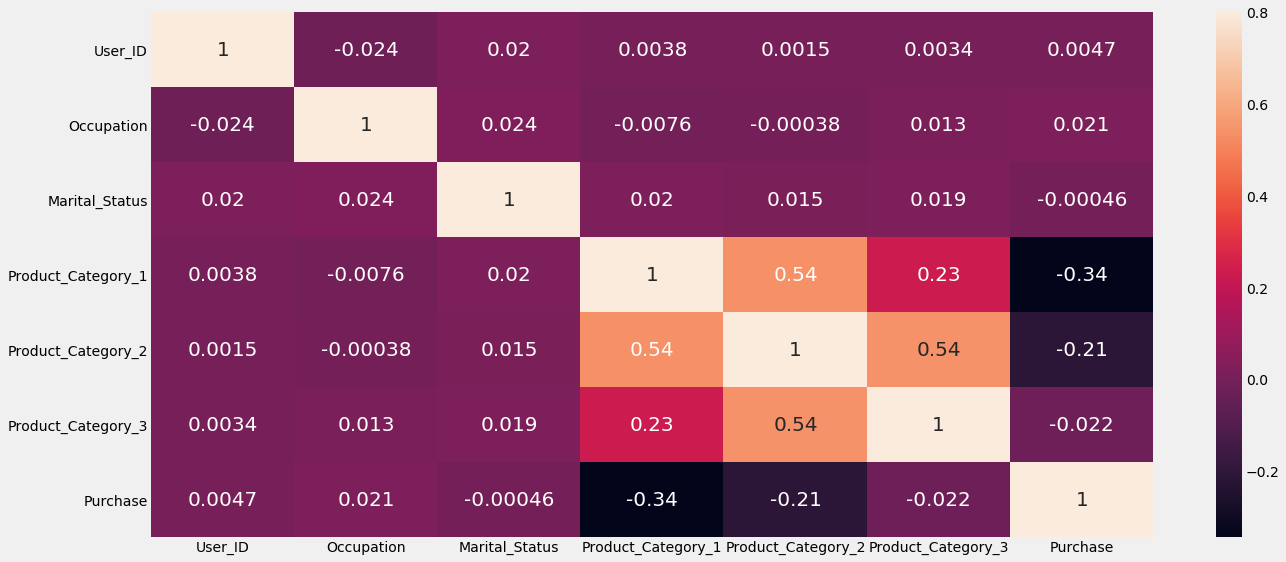 User_ID 1 -0.024 0.02 0.0038 0.0015 0.0034 0.0047
Occupation -0.024 1 0.024 -0.0076 -0.00038 0.013 0.021
Marital_Status 0.02 0.024 1 0.02 0.015 0.019 -0.00046
Product_Category_1 0.0038 -0.0076 0.02 1 0.54 0.23 -0.34
Product_Category_2 0.0015 -0.00038 0.015 0.54 1 0.54 -0.21
Product_Category_3 0.0034 0.013 0.019 0.23 0.54 1 -0.022
Purchase 0.0047 0.021 -0.00046 -0.34 -0.21 -0.022 1
User_ID Occupation Marital_Status Product_Category_1 Product_Category_2 Product_Category_3 Purchase
0.8
0.6
0.4
0.2
0.0
−0.2